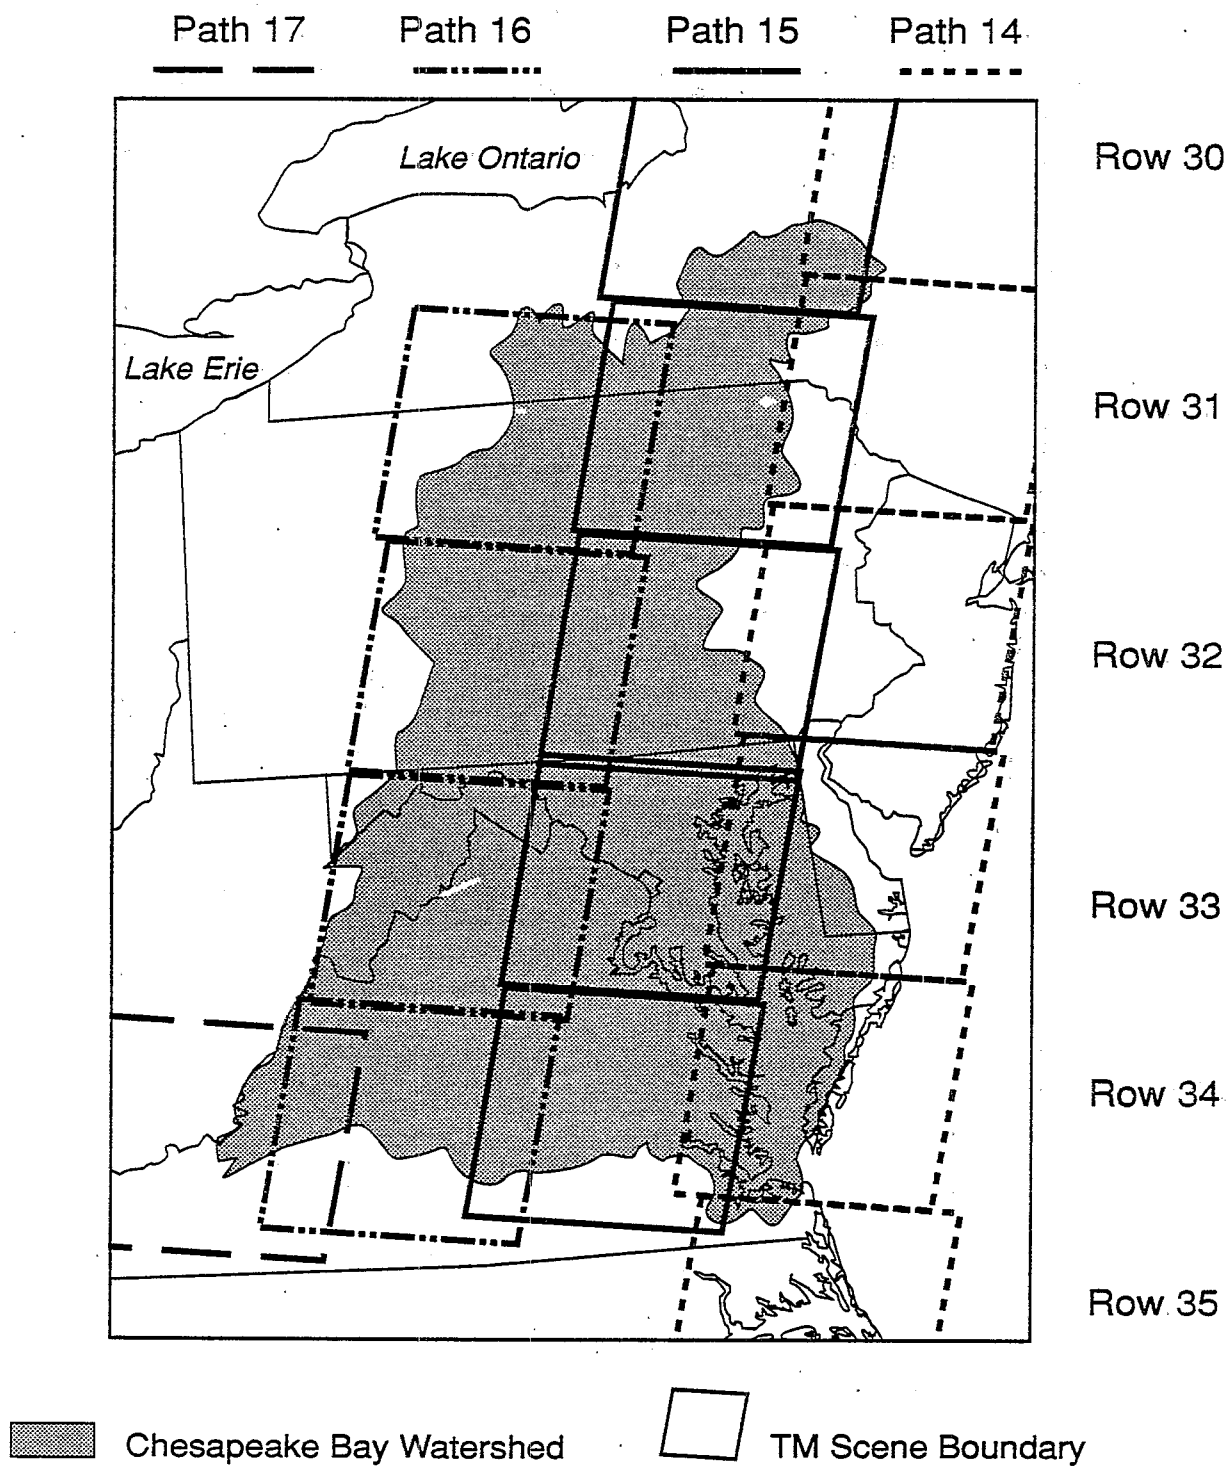 Path 17 Path 16 Path 15 Path 14
Lake Ontario
Row 30
Lake Erie
Row 31
Row 32
Row 33
Row 34
Row 35
Chesapeake Bay Watershed
TM Scene Boundary